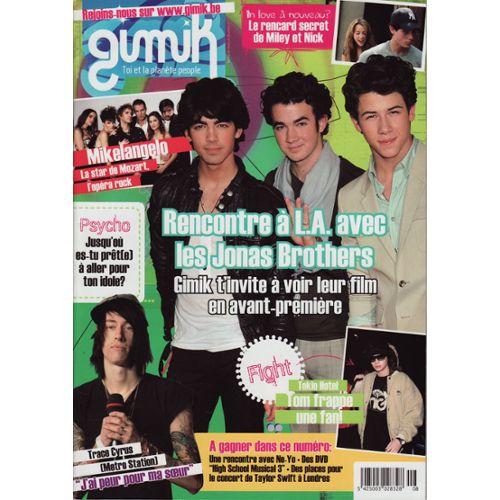 Rejoins-nous sur www.gimik.be
gimik
Toi et la planète people
In love à nouveau?
Le rencard secret
de Miley et Nick
Mikelangelo
La star de Mozart,
l'opéra rock
Psycho
Jusqu'où
es-tu prêt(e)
à aller pour
ton idole?
Rencontre à L.A. avec
les Jonas Brothers
Gimik t'invite à voir leur film
en avant-première
Fight
Tokio Hotel
Tom frappe
une fan!
Trace Cyrus
(Metro Station)
"J'ai peur pour ma sœur"
A gagner dans ce numéro:
Une rencontre avec Ne-Yo - Des DVD
"High School Musical 3" - Des places pour
le concert de Taylor Swift à Londres
5 425003 028328
08